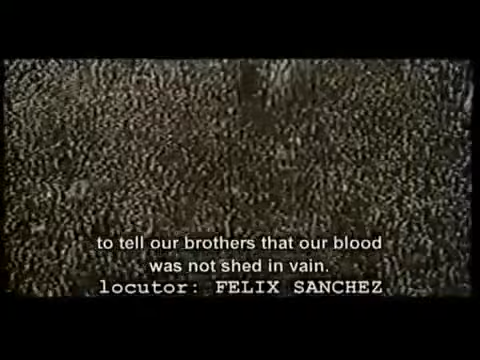 to tell our brothers that our blood
was not shed in vain.
locutor: FELIX SANCHEZ